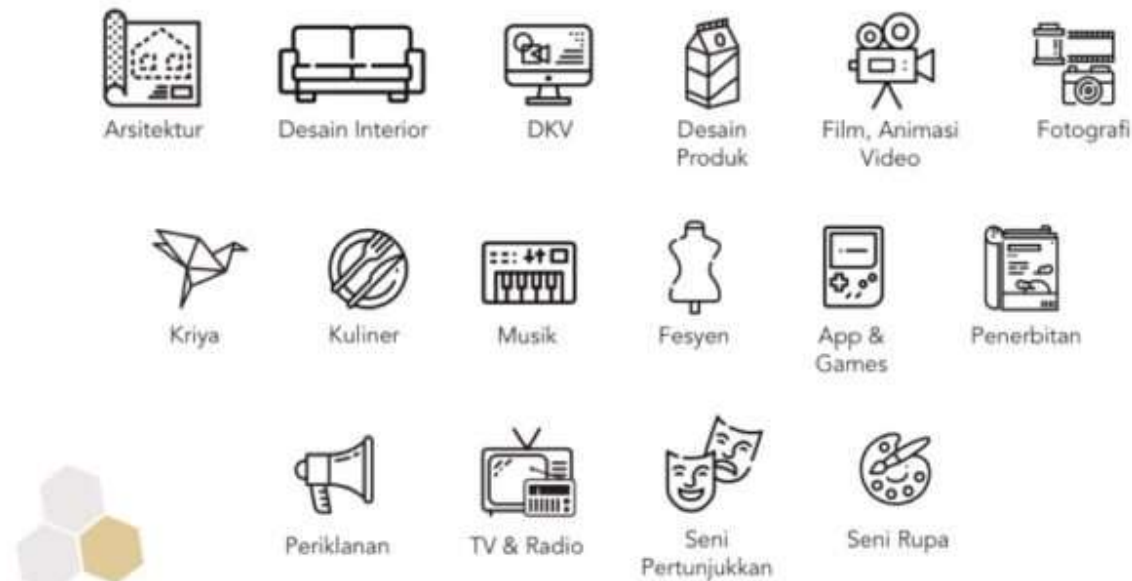 Arsitektur
Desain Interior
DKV
Desain
Produk
Film, Animasi
Video
Fotografi
Kriya
Kuliner
Musik
Fesyen
App &
Games
Penerbitan
Periklanan
TV & Radio
Seni
Pertunjukkan
Seni Rupa